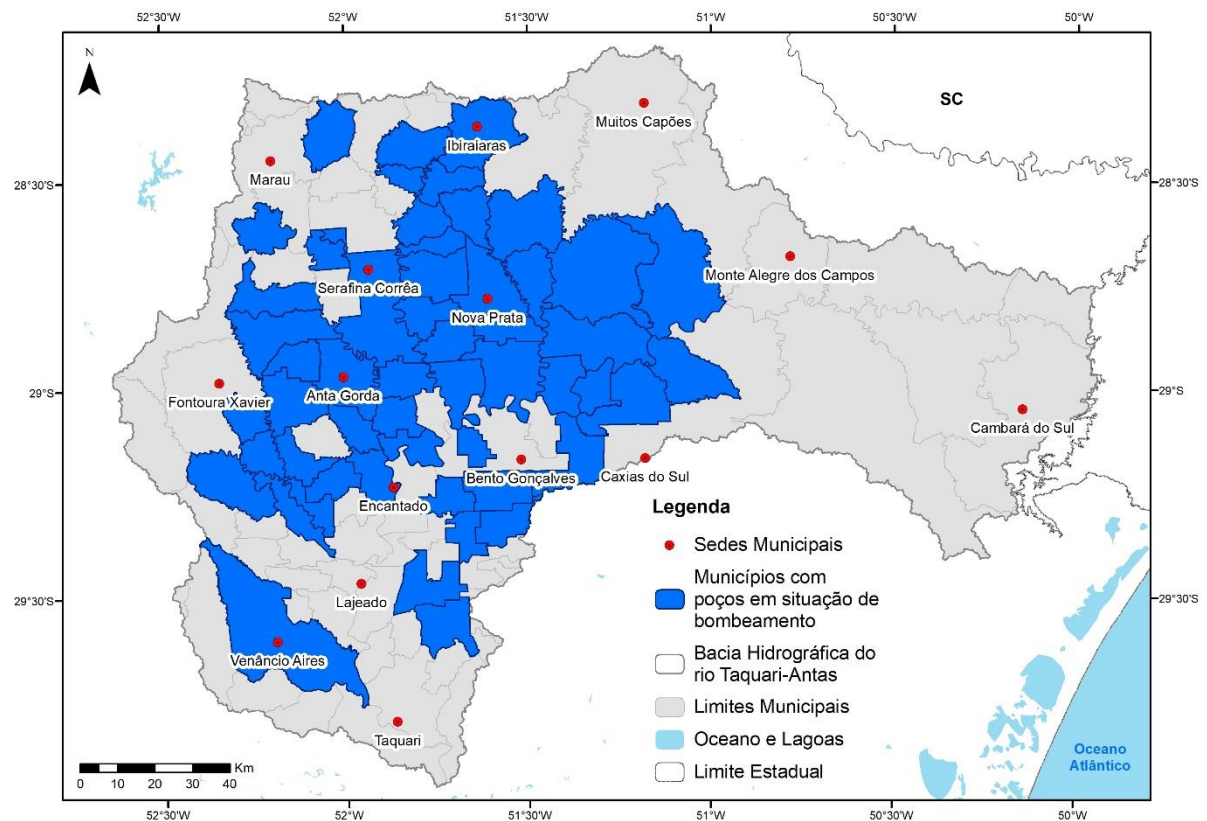 52°30'W
52°W
51°30'W
51°W
50°30'W
50°W
N
SC
Muitos Capões
Ibiraiaras
Marau
28°30'S
28°30'S
Monte Alegre dos Campos
Serafina Corrêa
Nova Prata
29°S
29°S
Anta Gorda
Fontoura Xavier
Cambará do Sul
Bento Gonçalves
Caxias do Sul
Encantado
Legenda
Sedes Municipais
Municípios com
poços em situação de
bombeamento
Bacia Hidrográfica do
rio Taquari-Antas
Limites Municipais
Oceano e Lagoas
Limite Estadual
29°30'S
29°30'S
Lajeado
Venâncio Aires
Taquari
Oceano
Atlântico
Km
0 10 20 30 40
52°30'W
52°W
51°30'W
51°W
50°30'W
50°W